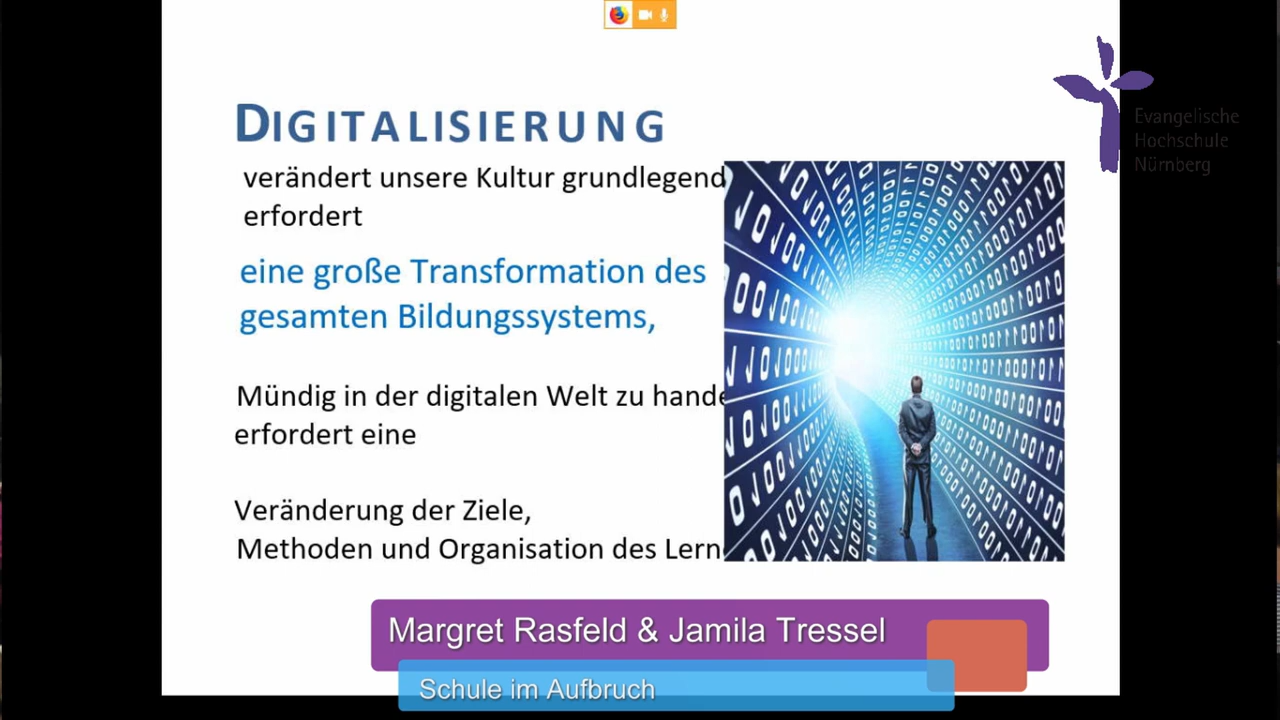 DIGITALISIERUNG
verändert unsere Kultur grundlegend
erfordert
eine große Transformation des
gesamten Bildungssystems,
Mündig in der digitalen Welt zu hande
erfordert eine
Veränderung der Ziele,
Methoden und Organisation des Lern
Evangelische
Hochschule
Nürnberg
Margret Rasfeld & Jamila Tressel
Schule im Aufbruch